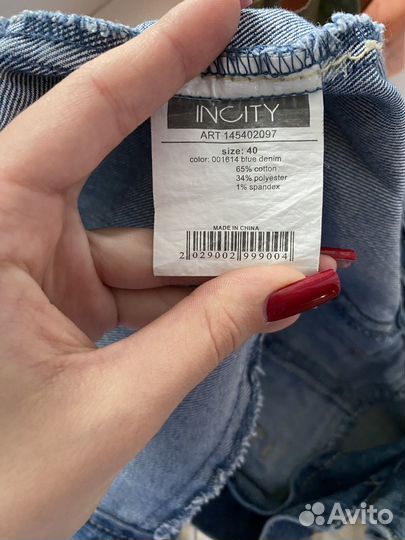 INCITY
ART 145402097
size: 40
color: 001614 blue denim
65% cotton
34% polyester
1% spandex
MADE IN CHINA
2 029002 999004
Avito